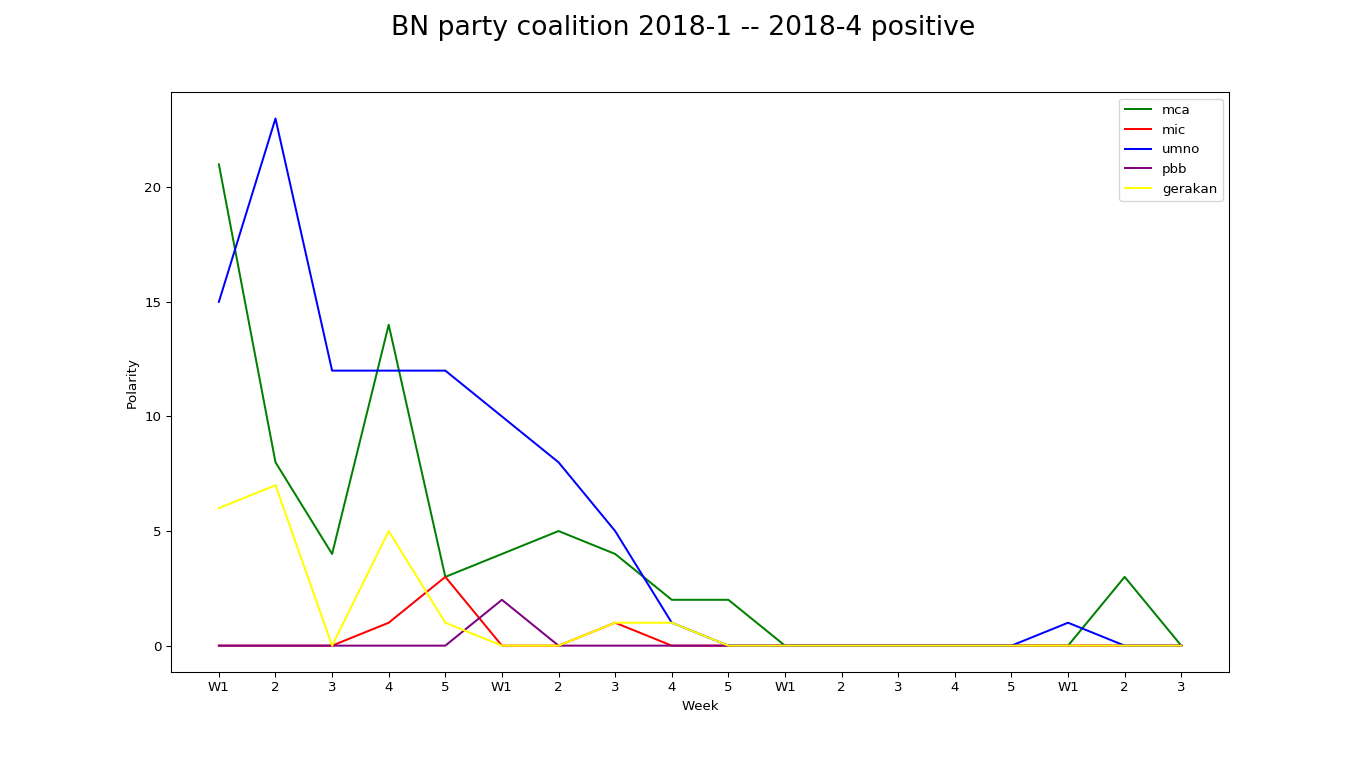 BN party coalition 2018-1 -- 2018-4 positive
mca
mic
umno
pbb
gerakan
20
15
10
5
0
Polarity
W1 2 3 4 5 W1 2 3 4 5 W1 2 3 4 5 W1 2 3
Week